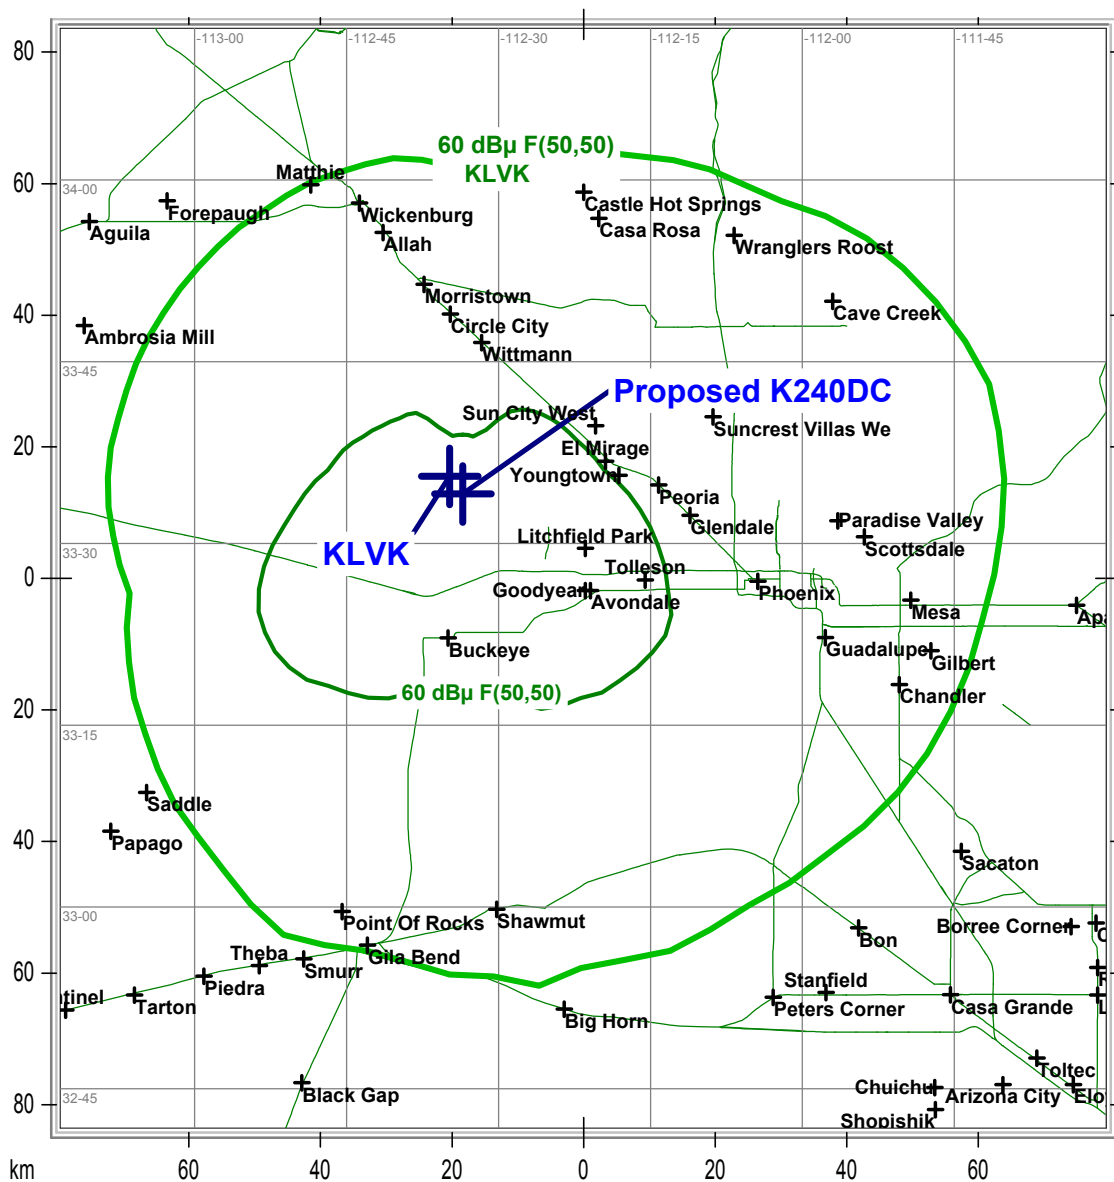 80
-113-00
-112-45
-112-30
-112-15
-112-00
-111-45
60 dBµ F(50,50)
KLVK
Matthie
60
34-00
Forepaugh
Wickenburg
Castle Hot Springs
Aguila
Allah
Casa Rosa
Wranglers Roost
Morristown
40
Ambrosia Mill
Circle City
Cave Creek
Wittmann
33-45
Proposed K240DC
Sun City West
Suncrest Villas We
20
El Mirage
Youngtown
Peoria
Glendale
Paradise Valley
Litchfield Park
Scottsdale
KLVK
33-30
Tolleson
0
Goodyear
Avondale
Phoenix
Mesa
Apa
Buckeye
Guadalupe
Gilbert
60 dBµ F(50,50)
Chandler
20
33-15
Saddle
40
Papago
Sacaton
33-00
Point Of Rocks
Shawmut
Borree Corner
Bon
Theba
Gila Bend
60
Smurr
Piedra
Stanfield
tinel
Tarton
Peters Corner
Casa Grande
Big Horn
Toltec
80
32-45
Black Gap
Chuichu
Arizona City
Elo
Shopishik
km
60
40
20
0
20
40
60